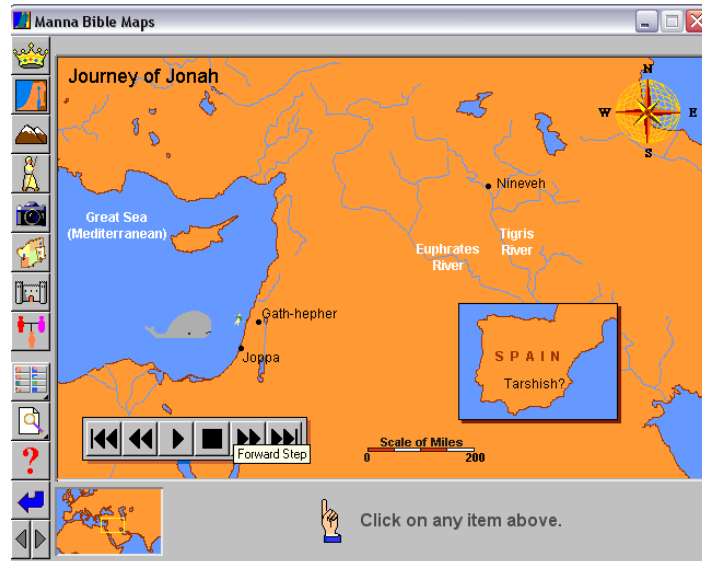 Manna Bible Maps
Journey of Jonah
N
W E
S
Nineveh
Great Sea
(Mediterranean)
Tigris
River
Euphrates
River
Gath-hepher
Joppa
SPAIN
Tarshish?
Scale of Miles
0 200
Forward Step
?
Click on any item above.